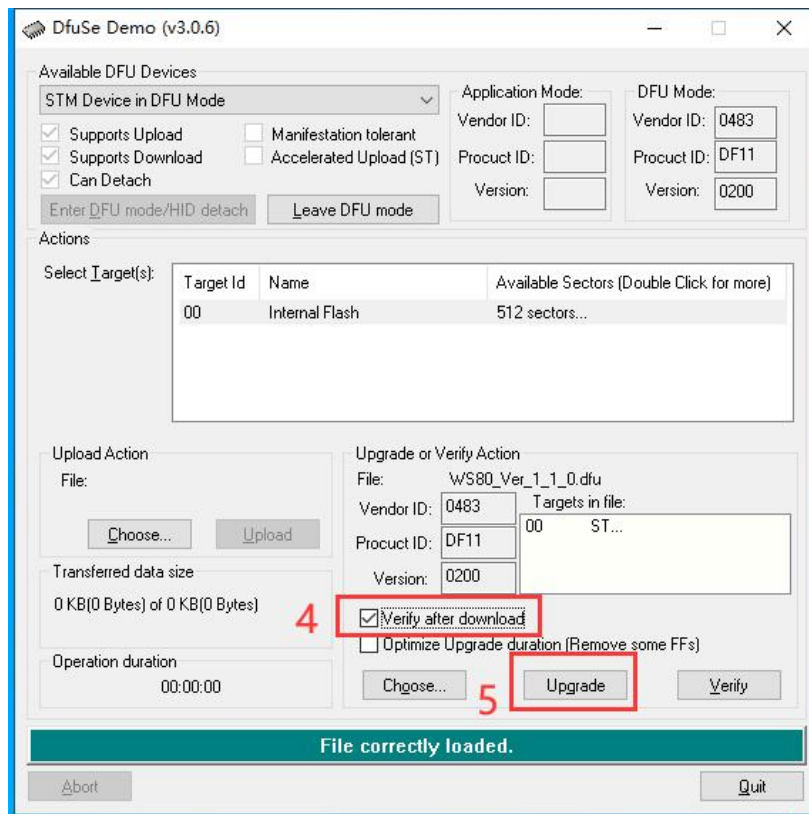 DfuSe Demo (v3.0.6)
Available DFU Devices
STM Device in DFU Mode
Supports Upload
Manifestation tolerant
Supports Download
Accelerated Upload (ST)
Can Detach
Enter DFU mode/HID detach
Leave DFU mode
Application Mode:
Vendor ID:
Procuct ID:
Version:
DFU Mode:
Vendor ID: 0483
Procuct ID: DF11
Version: 0200
Actions
Select Target(s):
Target Id Name Available Sectors (Double Click for more)
00 Internal Flash 512 sectors...
Upload Action
File:
Choose... Upload
Transferred data size
0 KB(0 Bytes) of 0 KB(0 Bytes)
Operation duration
00:00:00
Upgrade or Verify Action
File: WS80_Ver_1_1_0.dfu
Vendor ID: 0483
Procuct ID: DF11
Version: 0200
Targets in file:
00 ST...
4
Verify after download
Optimize Upgrade duration (Remove some FFs)
Choose... 5 Upgrade Verify
File correctly loaded.
Abort Quit